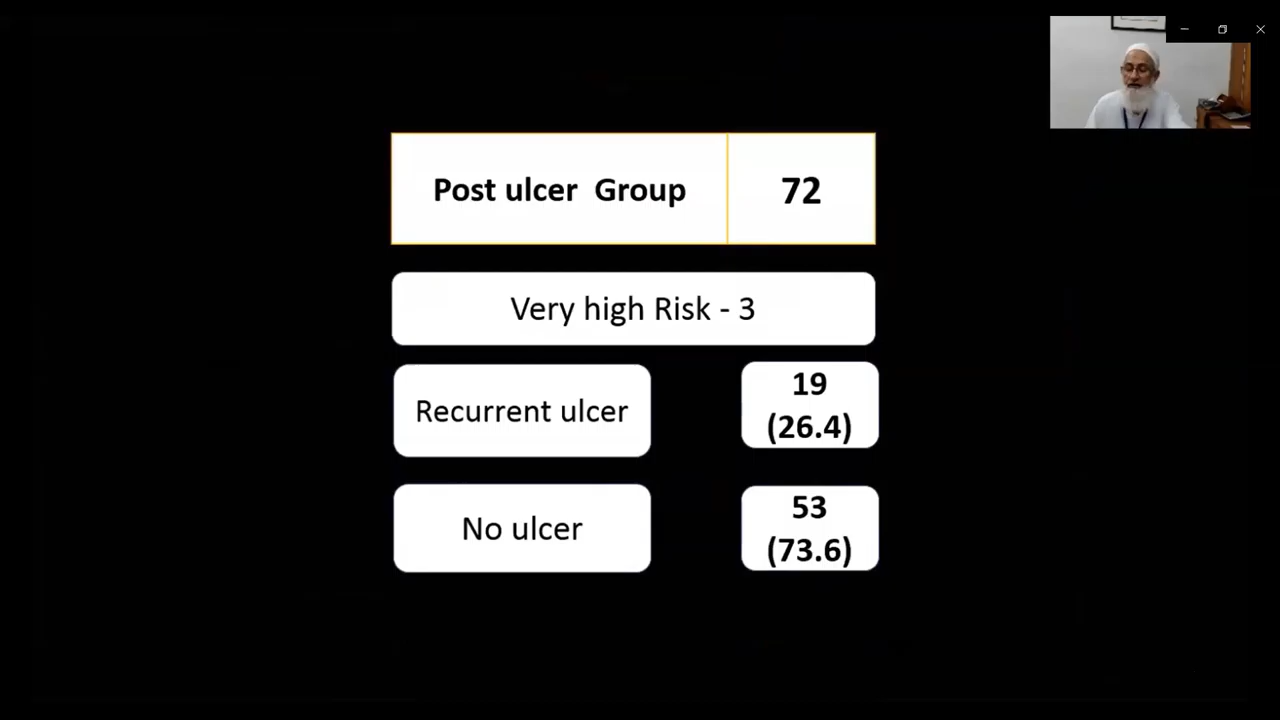 Post ulcer Group 72
Very high Risk - 3
Recurrent ulcer
19
(26.4)
No ulcer
53
(73.6)